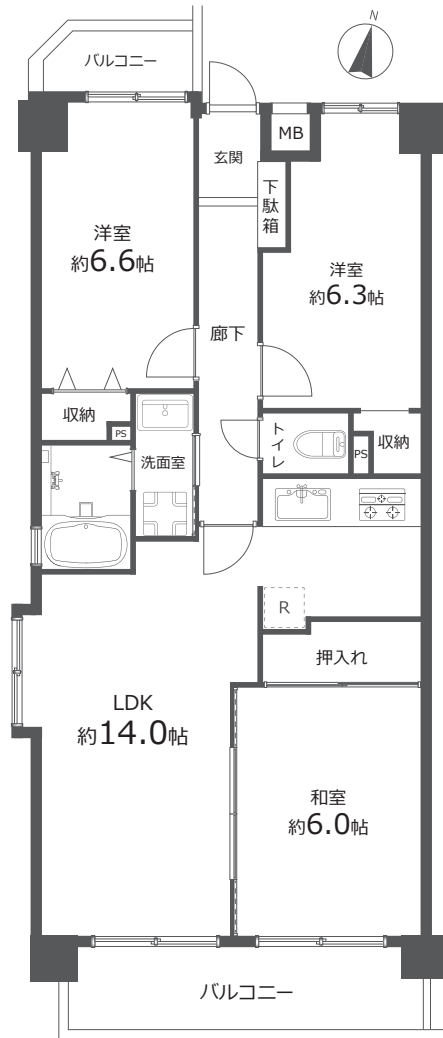 N
バルコニー
玄関
MB
下駄箱
洋室
約6.6帖
洋室
約6.3帖
廊下
収納
PS
洗面室
トイレ
PS
収納
R
押入れ
LDK
約14.0帖
和室
約6.0帖
バルコニー